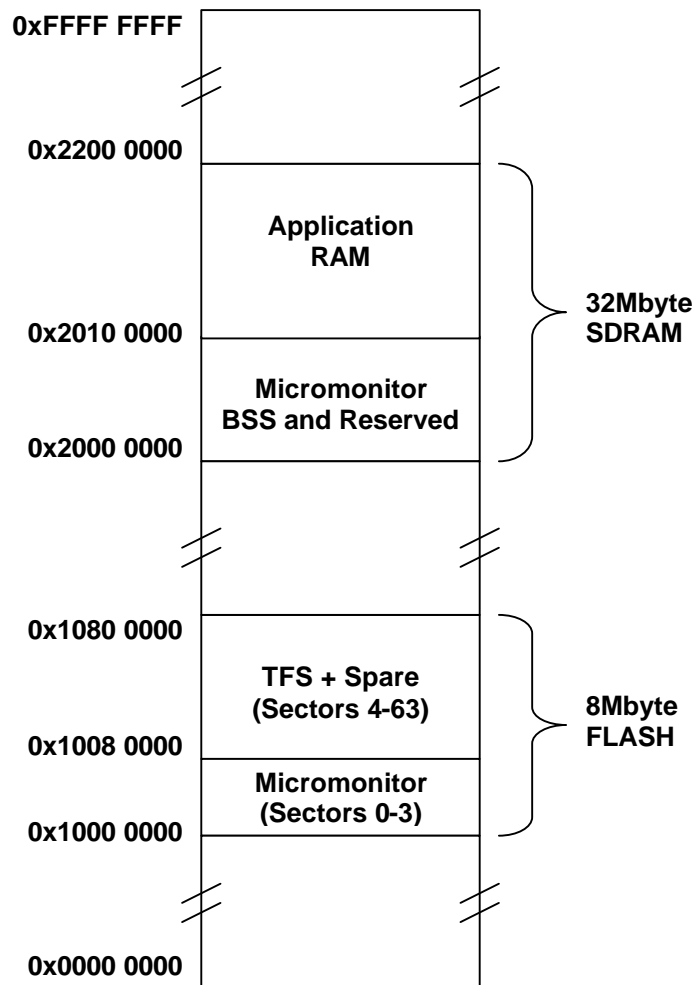 0xFFFF FFFF
0x2200 0000
Application
RAM
32Mbyte
SDRAM
0x2010 0000
Micromonitor
BSS and Reserved
0x2000 0000
0x1080 0000
TFS + Spare
(Sectors 4-63)
8Mbyte
FLASH
0x1008 0000
Micromonitor
(Sectors 0-3)
0x1000 0000
0x0000 0000